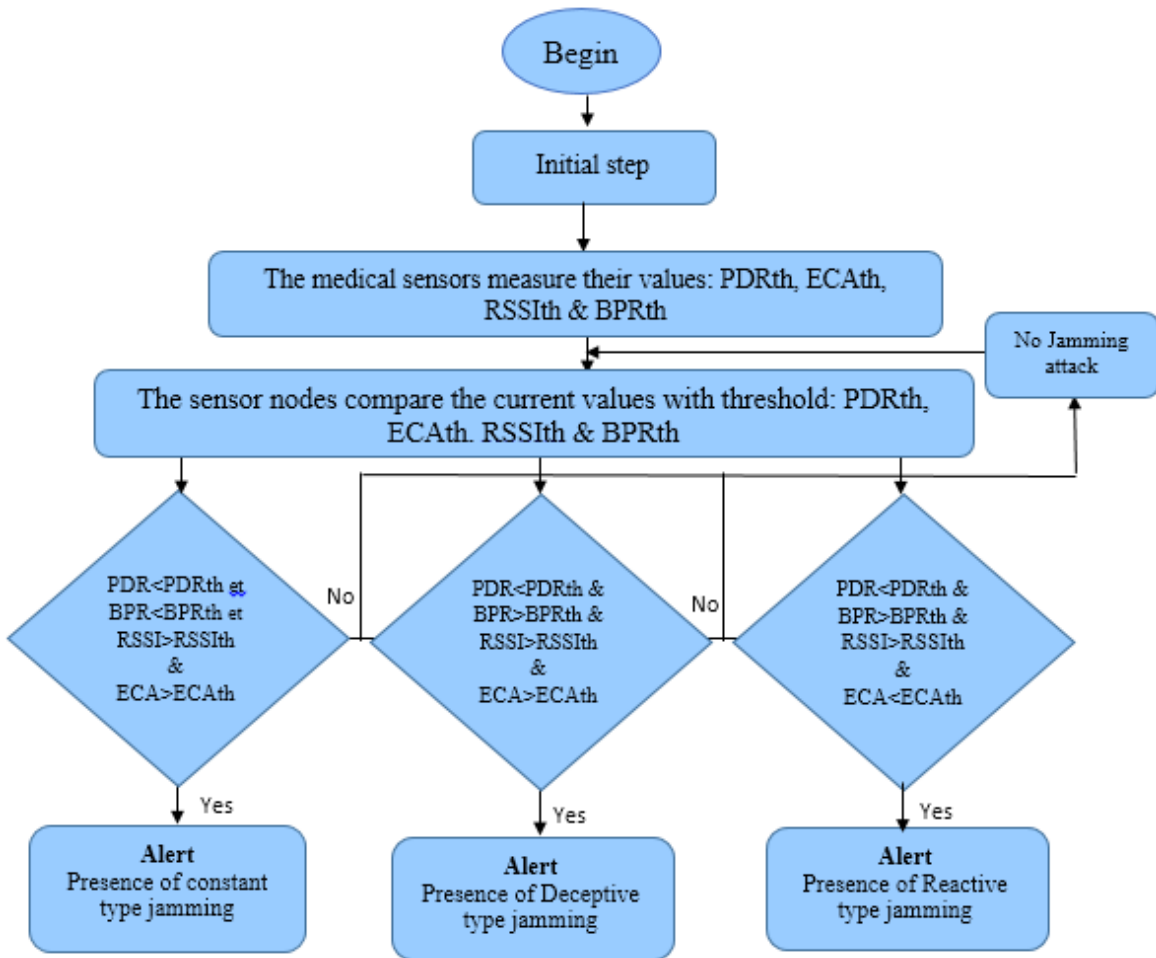 Begin
Initial step
The medical sensors measure their values: PDRth, ECAth,
RSSIth & BPRth
No Jamming
attack
The sensor nodes compare the current values with threshold: PDRth,
ECAth. RSSIth & BPRth
PDR<PDRth et
BPR<BPRth et
RSSI>RSSIth
&
ECA>ECAth
No
PDR<PDRth &
BPR>BPRth &
RSSI>RSSIth
&
ECA>ECAth
No
PDR<PDRth &
BPR>BPRth &
RSSI>RSSIth
&
ECA<ECAth
Yes
Yes
Yes
Alert
Presence of constant
type jamming
Alert
Presence of Deceptive
type jamming
Alert
Presence of Reactive
type jamming